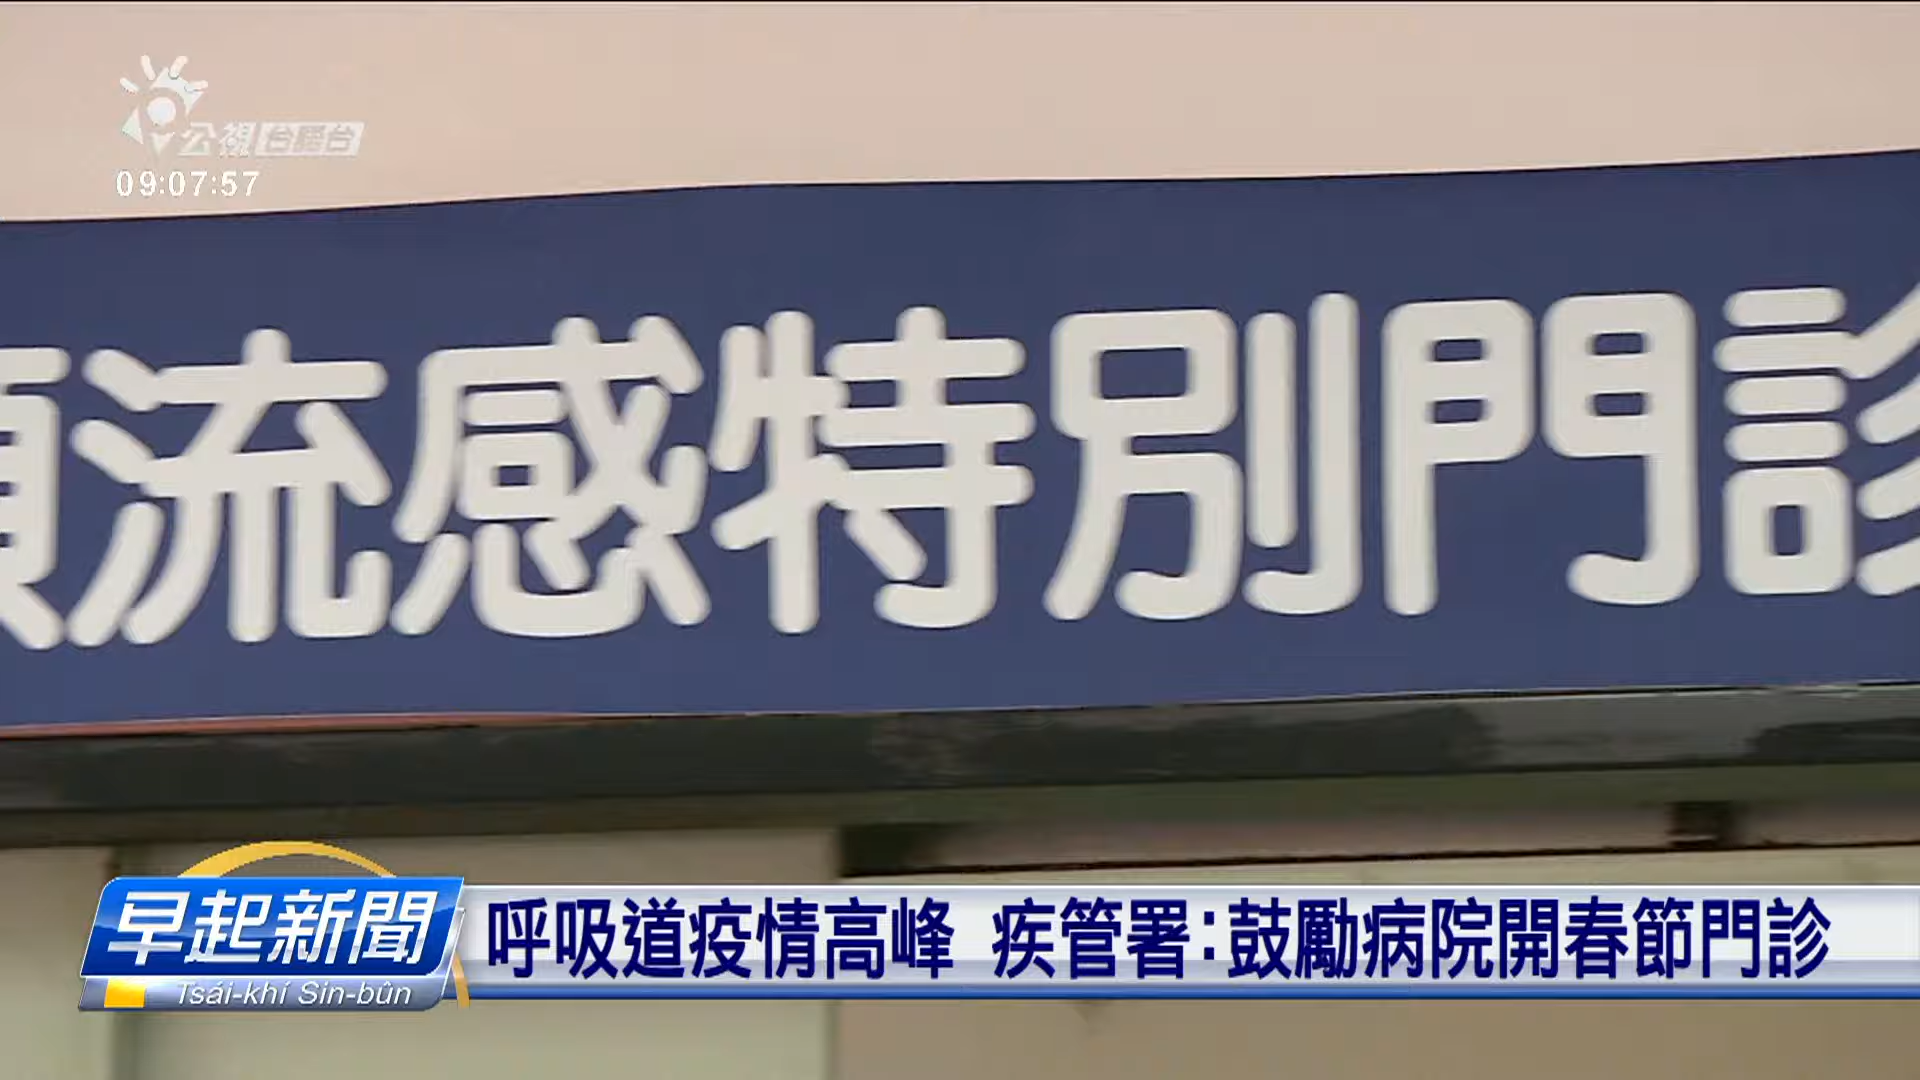 公視台語台
09:07:57
類流感特別門診
早起新聞
Tsái-khí Sin-bûn
呼吸道疫情高峰 疾管署:鼓勵病院開春節門診